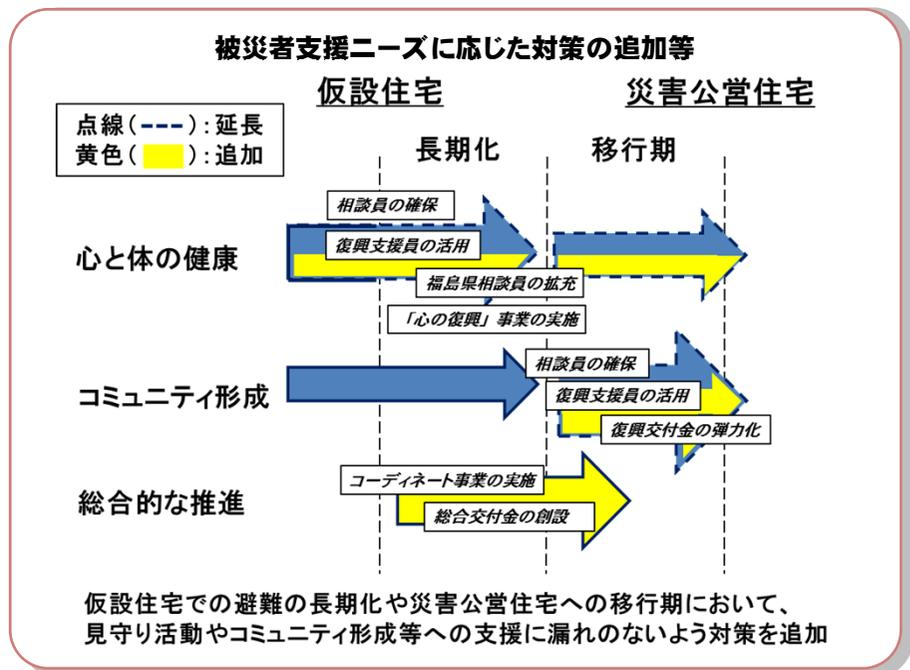 被災者支援ニーズに応じた対策の追加等
仮設住宅
災害公営住宅
点線(---):延長
黄色( ):追加
長期化
移行期
心と体の健康
相談員の確保
復興支援員の活用
福島県相談員の拡充
「心の復興」事業の実施
コミュニティ形成
相談員の確保
復興支援員の活用
復興交付金の弾力化
総合的な推進
コーディネート事業の実施
総合交付金の創設
仮設住宅での避難の長期化や災害公営住宅への移行期において、
見守り活動やコミュニティ形成等への支援に漏れのないよう対策を追加